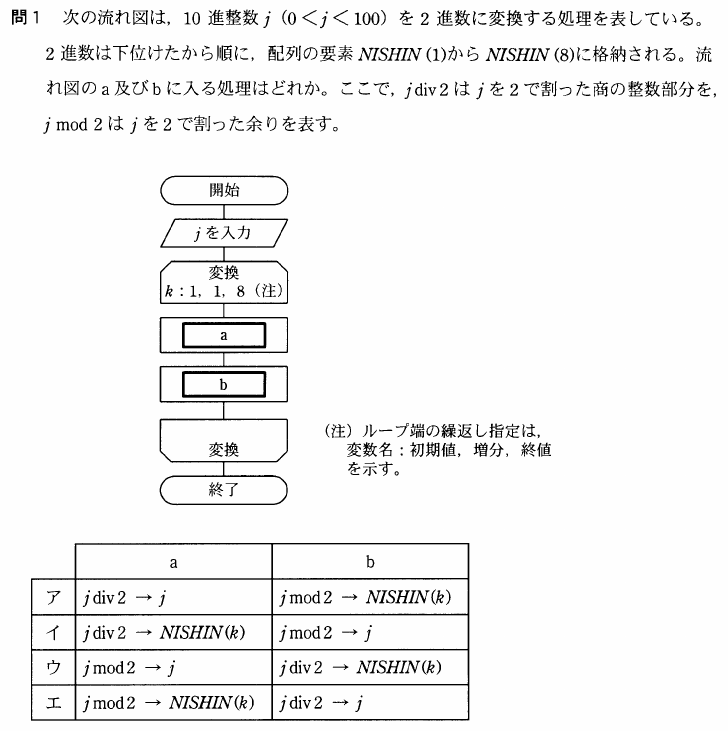 問1 次の流れ図は，10 進整数 j（0＜j＜100）を 2 進数に変換する処理を表している。
2 進数は下位けたから順に，配列の要素 NISHIN (1)から NISHIN (8)に格納される。流
れ図の a 及び b に入る処理はどれか。ここで，j div 2 は j を 2 で割った商の整数部分を，
j mod 2 は j を 2 で割った余りを表す。
開始
j を入力
変換
k：1，1，8（注）
a
b
変換
終了
（注）ループ端の繰返し指定は，
変数名：初期値，増分，終値
を示す。
a b
ア j div 2 → j j mod 2 → NISHIN(k)
イ j div 2 → NISHIN(k) j mod 2 → j
ウ j mod 2 → j j div 2 → NISHIN(k)
エ j mod 2 → NISHIN(k) j div 2 → j